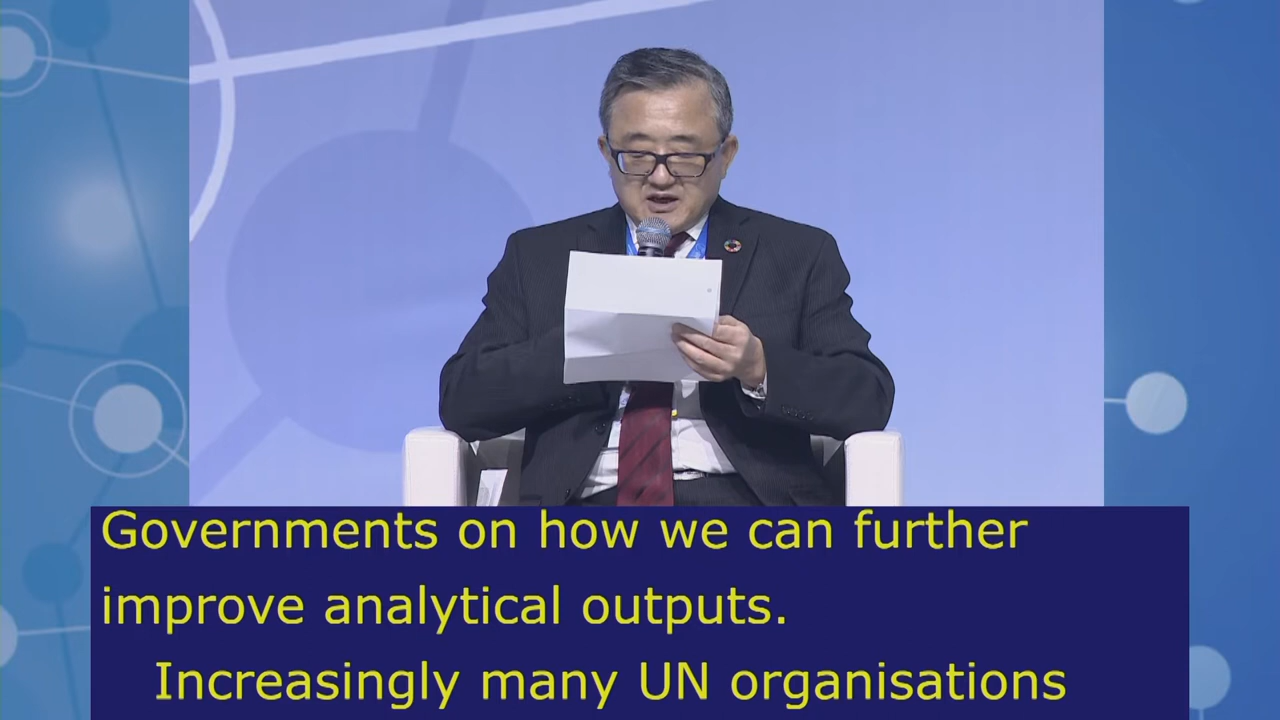 Governments on how we can further
improve analytical outputs.
Increasingly many UN organisations